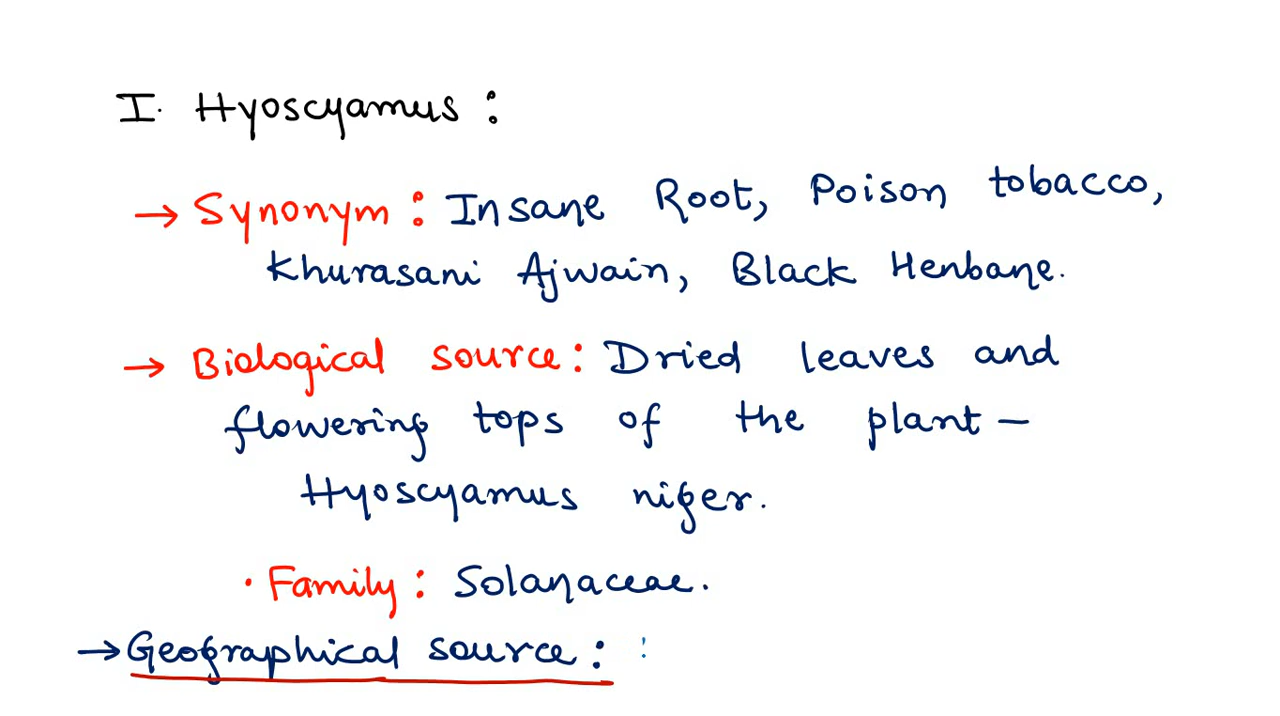 I. Hyoscyamus :
→ Synonym : Insane Root, Poison tobacco,
Khurasani Ajwain, Black Henbane.
→ Biological source : Dried leaves and
flowering tops of the plant –
Hyoscyamus niger.
• Family : Solanaceae.
→ Geographical source :